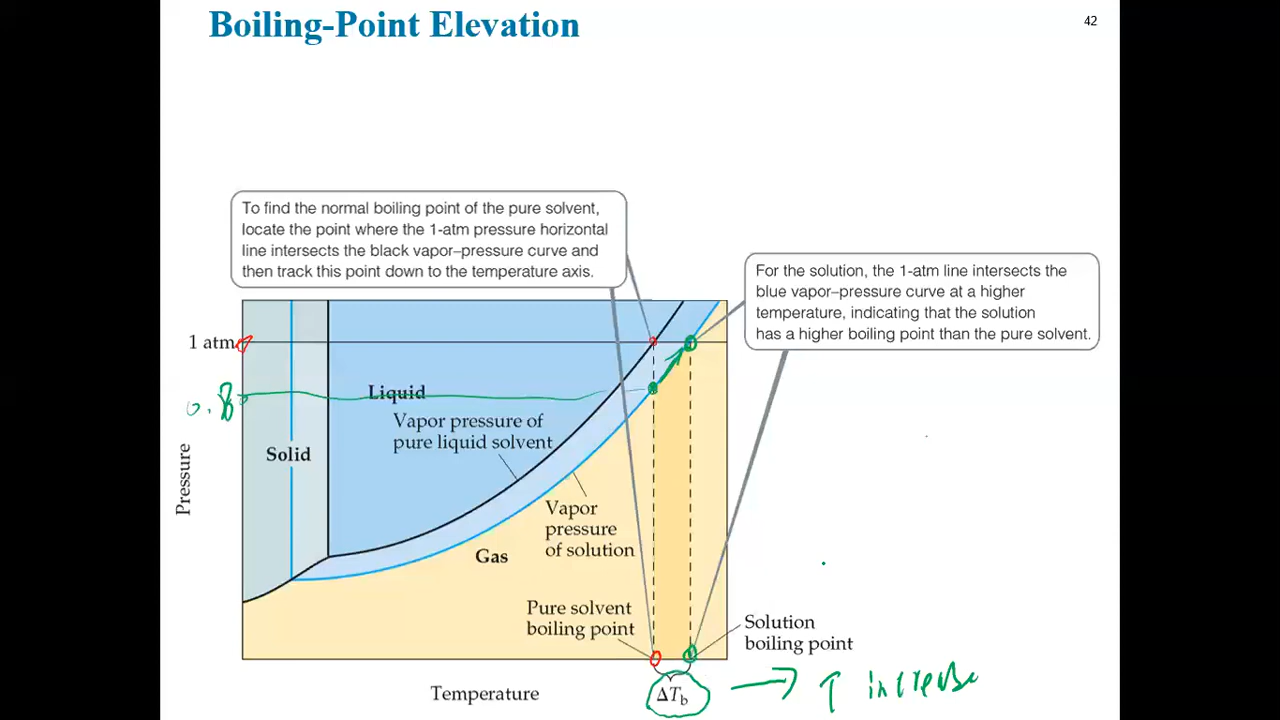 Boiling-Point Elevation
42
To find the normal boiling point of the pure solvent,
locate the point where the 1-atm pressure horizontal
line intersects the black vapor–pressure curve and
then track this point down to the temperature axis.
For the solution, the 1-atm line intersects the
blue vapor–pressure curve at a higher
temperature, indicating that the solution
has a higher boiling point than the pure solvent.
1 atm
0.8
Liquid
Vapor pressure of
pure liquid solvent
Solid
Pressure
Vapor
pressure
of solution
Gas
Pure solvent
boiling point
Solution
boiling point
Temperature
ΔTb
→ ↑ increase